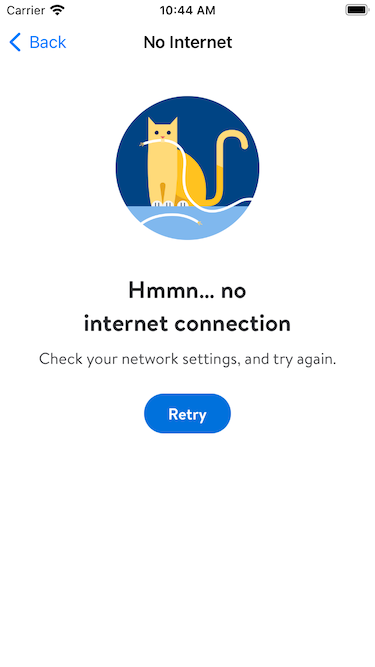 Carrier 10:44 AM
Back No Internet
Hmmn... no
internet connection
Check your network settings, and try again.
Retry